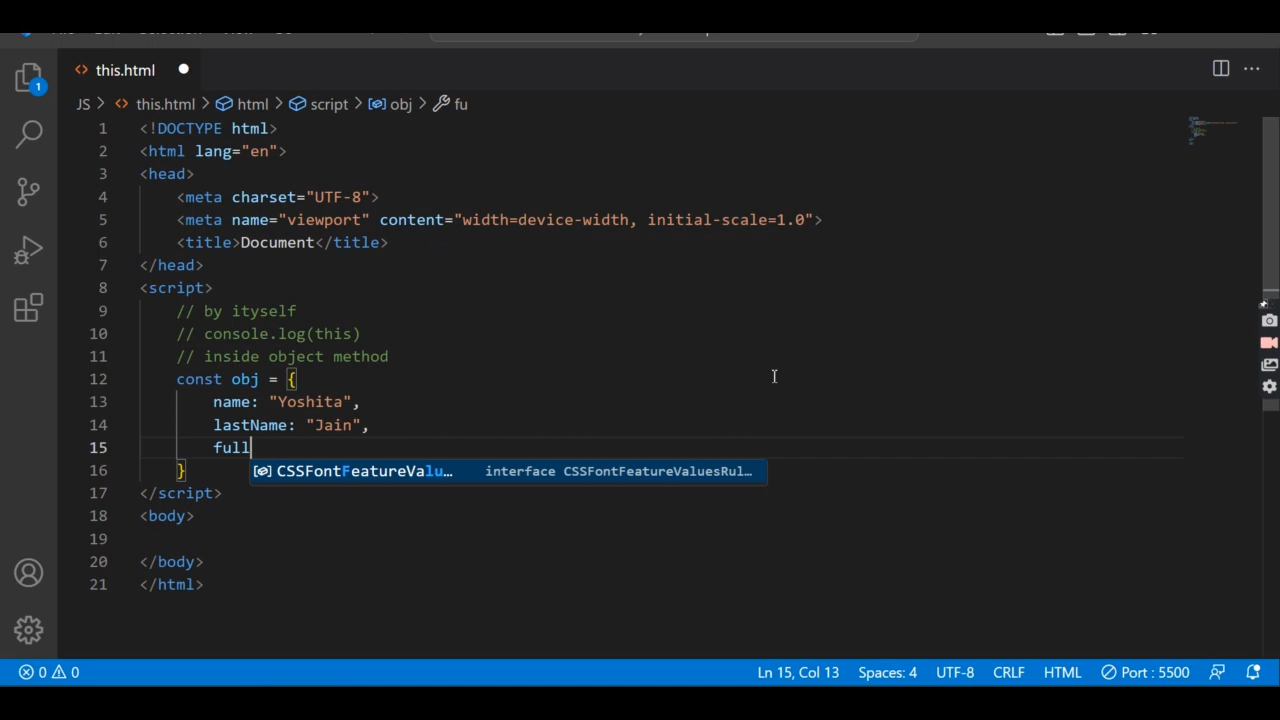 this.html
1
JS > this.html > html > script > obj > fu
1 <!DOCTYPE html>
2 <html lang="en">
3 <head>
4 <meta charset="UTF-8">
5 <meta name="viewport" content="width=device-width, initial-scale=1.0">
6 <title>Document</title>
7 </head>
8 <script>
9 // by ityself
10 // console.log(this)
11 // inside object method
12 const obj = {
13 name: "Yoshita",
14 lastName: "Jain",
15 full
CSSFontFeatureValu… interface CSSFontFeatureValuesRul…
16 }
17 </script>
18 <body>
19
20 </body>
21 </html>
0 0 Ln 15, Col 13 Spaces: 4 UTF-8 CRLF HTML Port : 5500